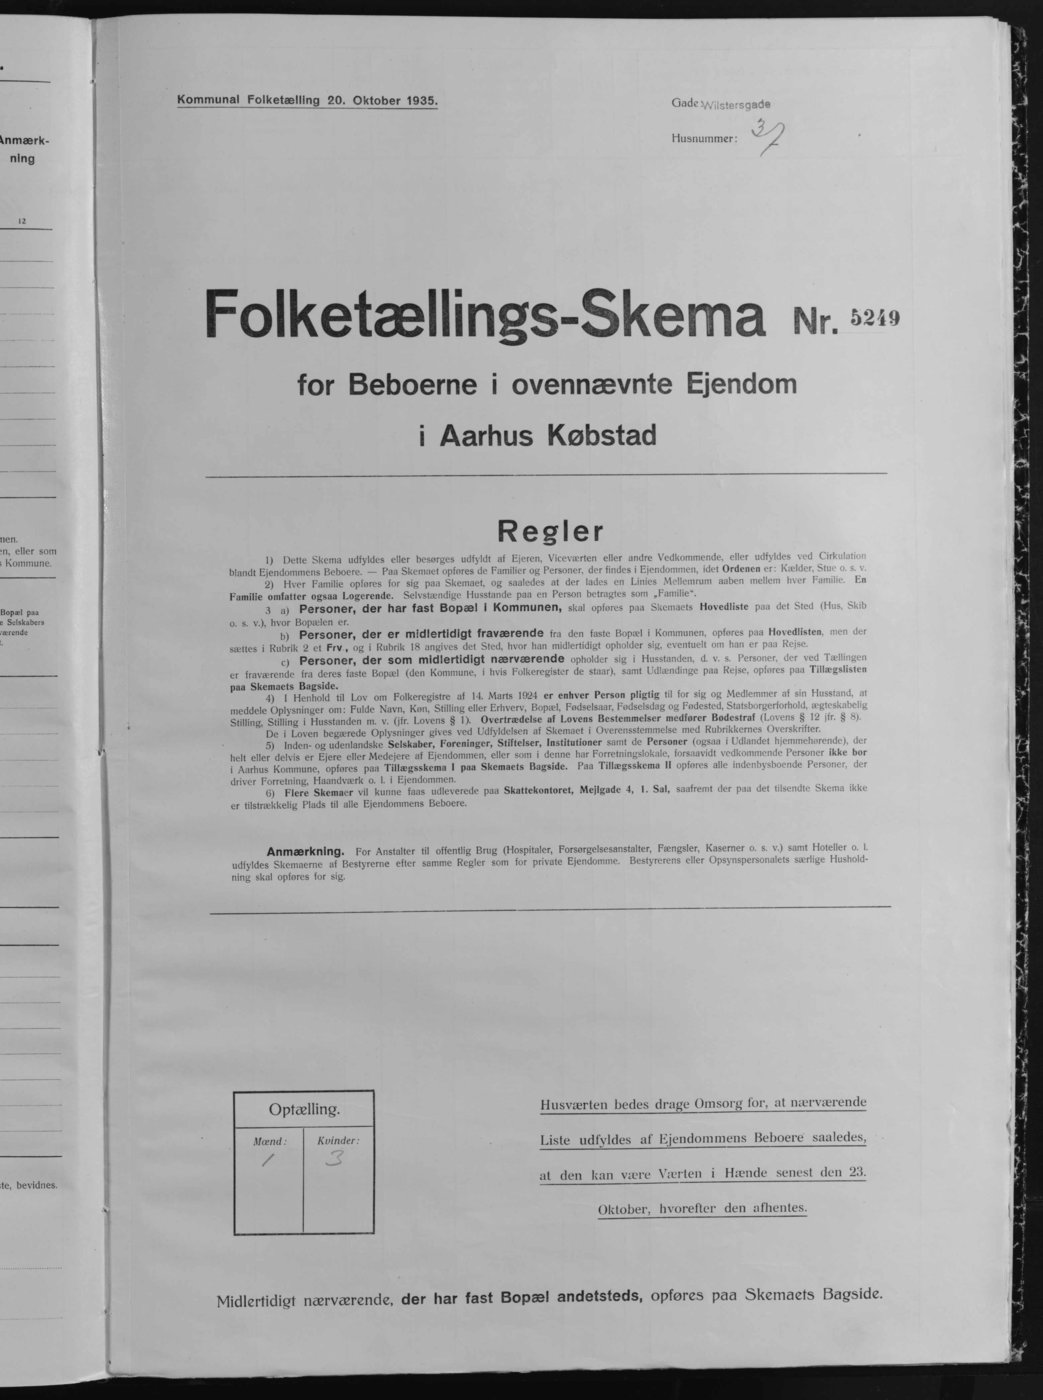 Anmærk-
ning
12
men.
en, eller som
s Kommune.
Bopæl paa
e Selskabers
værende
te, bevidnes.
Kommunal Folketælling 20. Oktober 1935.
Gade: Wilstersgade
Husnummer: 37
Folketællings-Skema Nr. 5249
for Beboerne i ovennævnte Ejendom
i Aarhus Købstad
Regler
1) Dette Skema udfyldes eller besørges udfyldt af Ejeren, Viceværten eller andre Vedkommende, eller udfyldes ved Cirkulation
blandt Ejendommens Beboere. — Paa Skemaet opføres de Familier og Personer, der findes i Ejendommen, idet Ordenen er: Kælder, Stue o. s. v.
2) Hver Familie opføres for sig paa Skemaet, og saaledes at der lades en Linies Mellemrum aaben mellem hver Familie. En
Familie omfatter ogsaa Logerende. Selvstændige Husstande paa en Person betragtes som „Familie“.
3 a) Personer, der har fast Bopæl i Kommunen, skal opføres paa Skemaets Hovedliste paa det Sted (Hus, Skib
o. s. v.), hvor Bopælen er.
b) Personer, der er midlertidigt fraværende fra den faste Bopæl i Kommunen, opføres paa Hovedlisten, men der
sættes i Rubrik 2 et Frv., og i Rubrik 18 angives det Sted, hvor han midlertidigt opholder sig, eventuelt om han er paa Rejse.
c) Personer, der som midlertidigt nærværende opholder sig i Husstanden, d. v. s. Personer, der ved Tællingen
er fraværende fra deres faste Bopæl (den Kommune, i hvis Folkeregister de staar), samt Udlændinge paa Rejse, opføres paa Tillægslisten
paa Skemaets Bagside.
4) I Henhold til Lov om Folkeregistre af 14. Marts 1924 er enhver Person pligtig til for sig og Medlemmer af sin Husstand, at
meddele Oplysninger om: Fulde Navn, Køn, Stilling eller Erhverv, Bopæl, Fødselsaar, Fødselsdag og Fødested, Statsborgerforhold, ægteskabelig
Stilling, Stilling i Husstanden m. v. (jfr. Lovens § 1). Overtrædelse af Lovens Bestemmelser medfører Bødestraf (Lovens § 12 jfr. § 8).
De i Loven begærede Oplysninger gives ved Udfyldelsen af Skemaet i Overensstemmelse med Rubrikkernes Overskrifter.
5) Inden- og udenlandske Selskaber, Foreninger, Stiftelser, Institutioner samt de Personer (ogsaa i Udlandet hjemmehørende), der
helt eller delvis er Ejere eller Medejere af Ejendommen, eller som i denne har Forretningslokale, forsaavidt vedkommende Personer ikke bor
i Aarhus Kommune, opføres paa Tillægsskema I paa Skemaets Bagside. Paa Tillægsskema II opføres alle indenbysboende Personer, der
driver Forretning, Haandværk o. l. i Ejendommen.
6) Flere Skemaer vil kunne faas udleverede paa Skattekontoret, Mejlgade 4, 1. Sal, saafremt der paa det tilsendte Skema ikke
er tilstrækkelig Plads til alle Ejendommens Beboere.
Anmærkning. For Anstalter til offentlig Brug (Hospitaler, Forsørgelsesanstalter, Fængsler, Kaserner o. s. v.) samt Hoteller o. l.
udfyldes Skemaerne af Bestyrerne efter samme Regler som for private Ejendomme. Bestyrerens eller Opsynspersonalets særlige Hushold-
ning skal opføres for sig.
Optælling.
Mænd: Kvinder:
1 3
Husværten bedes drage Omsorg for, at nærværende
Liste udfyldes af Ejendommens Beboere saaledes,
at den kan være Værten i Hænde senest den 23.
Oktober, hvorefter den afhentes.
Midlertidigt nærværende, der har fast Bopæl andetsteds, opføres paa Skemaets Bagside.